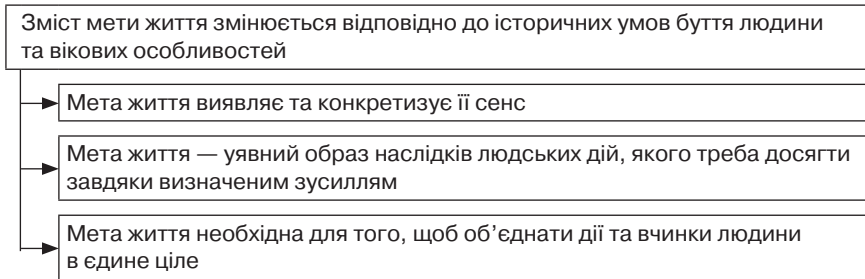 Зміст мети життя змінюється відповідно до історичних умов буття людини
та вікових особливостей
Мета життя виявляє та конкретизує її сенс
Мета життя — уявний образ наслідків людських дій, якого треба досягти
завдяки визначеним зусиллям
Мета життя необхідна для того, щоб об’єднати дії та вчинки людини
в єдине ціле